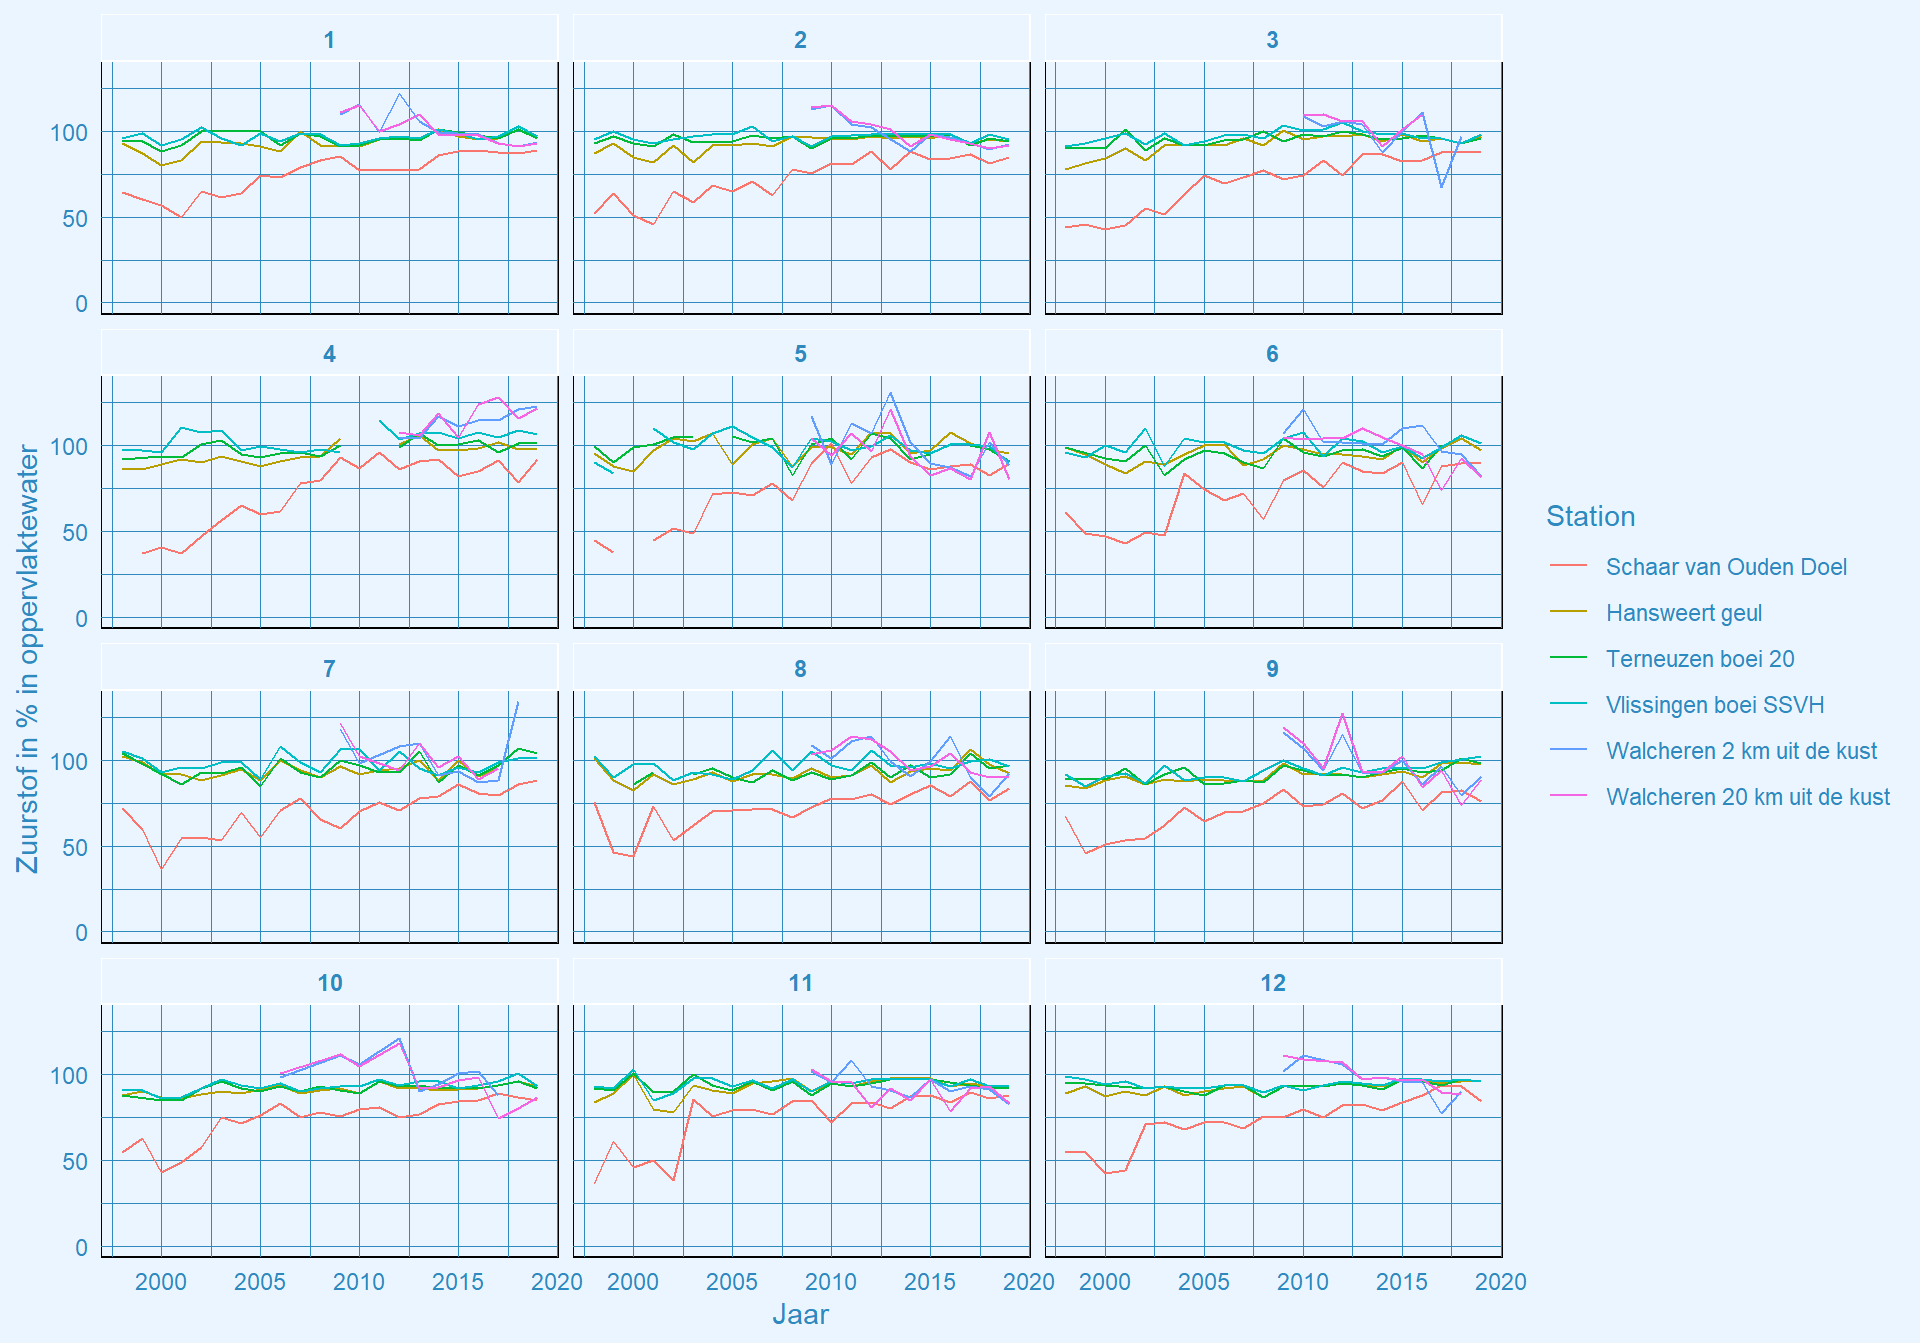 1
2
3
100
50
0
4
5
6
100
50
0
7
8
9
100
50
0
10
11
12
100
50
0
2000 2005 2010 2015 2020
2000 2005 2010 2015 2020
2000 2005 2010 2015 2020
Jaar
Zuurstof in % in oppervlaktewater
Station
Schaar van Ouden Doel
Hansweert geul
Terneuzen boei 20
Vlissingen boei SSVH
Walcheren 2 km uit de kust
Walcheren 20 km uit de kust